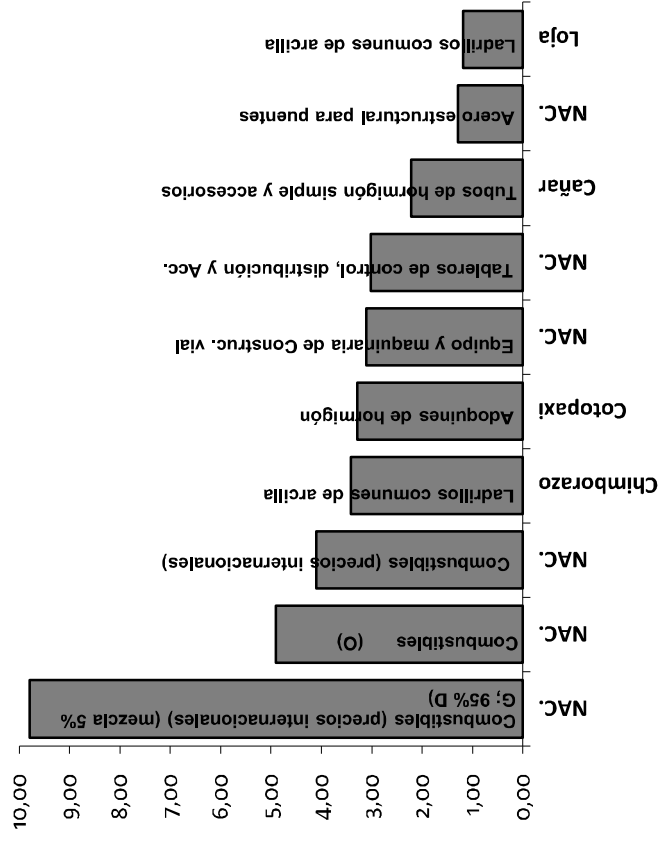 Loja
Ladrillos comunes de arcilla
NAC.
Acero estructural para puentes
Cañar
Tubos de hormigón simple y accesorios
NAC.
Tableros de control, distribución y Acc.
NAC.
Equipo y maquinaria de Construc. vial
Cotopaxi
Adoquines de hormigón
Chimborazo
Ladrillos comunes de arcilla
NAC.
Combustibles (precios internacionales)
NAC.
Combustibles (O)
NAC.
Combustibles (precios internacionales) (mezcla 5%
G; 95% D)
0,00
1,00
2,00
3,00
4,00
5,00
6,00
7,00
8,00
9,00
10,00